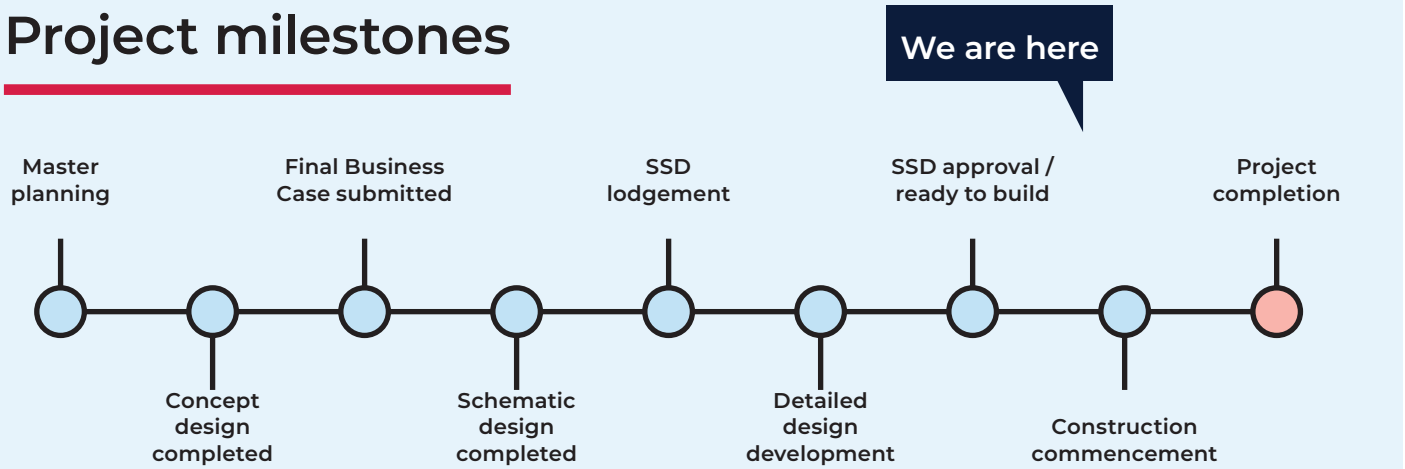 Project milestones
We are here
Master
planning
Final Business
Case submitted
SSD
lodgement
SSD approval /
ready to build
Project
completion
Concept
design
completed
Schematic
design
completed
Detailed
design
development
Construction
commencement